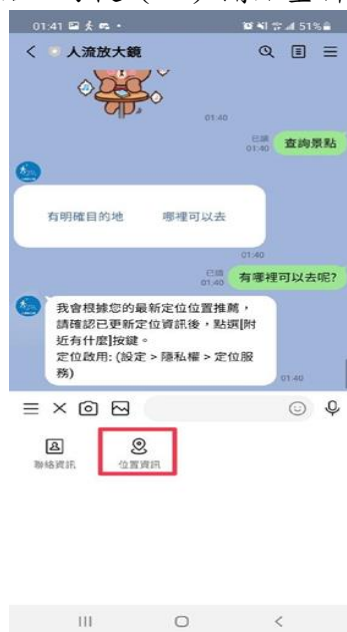 01:41
51%
人流放大鏡
01:40
已讀
01:40
查詢景點
有明確目的地
哪裡可以去
01:40
已讀
01:40
有哪裡可以去呢?
我會根據您的最新定位位置推薦，
請確認已更新定位資訊後，點選[附
近有什麼]按鍵。
定位啟用: (設定 > 隱私權 > 定位服
務)
01:40
聯絡資訊
位置資訊